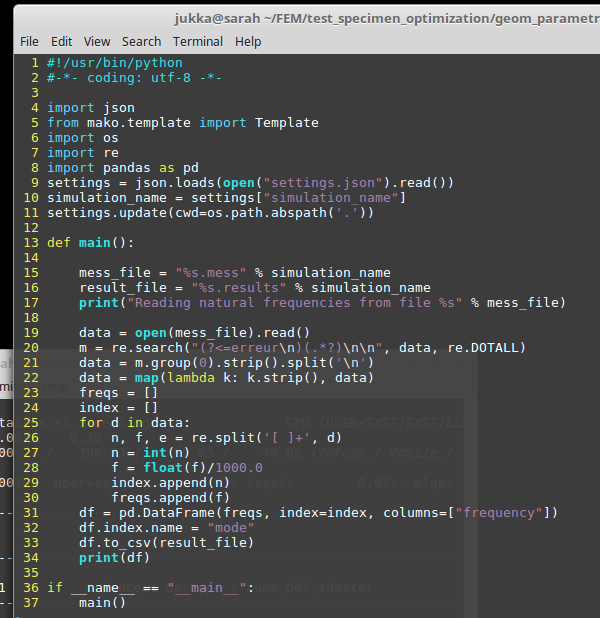 jukka@sarah ~/FEM/test_specimen_optimization/geom_parametr
File Edit View Search Terminal Help
1 #!/usr/bin/python
2 #-*- coding: utf-8 -*-
3
4 import json
5 from mako.template import Template
6 import os
7 import re
8 import pandas as pd
9 settings = json.loads(open("settings.json").read())
10 simulation_name = settings["simulation_name"]
11 settings.update(cwd=os.path.abspath('.'))
12
13 def main():
14
15     mess_file = "%s.mess" % simulation_name
16     result_file = "%s.results" % simulation_name
17     print("Reading natural frequencies from file %s" % mess_file)
18
19     data = open(mess_file).read()
20     m = re.search("(?<=erreur\n)(.*?)\n\n", data, re.DOTALL)
21     data = m.group(0).strip().split('\n')
22     data = map(lambda k: k.strip(), data)
23     freqs = []
24     index = []
25     for d in data:
26         n, f, e = re.split('[ ]+', d)
27         n = int(n)
28         f = float(f)/1000.0
29         index.append(n)
30         freqs.append(f)
31     df = pd.DataFrame(freqs, index=index, columns=["frequency"])
32     df.index.name = "mode"
33     df.to_csv(result_file)
34     print(df)
35
36 if __name__ == "__main__":
37     main()